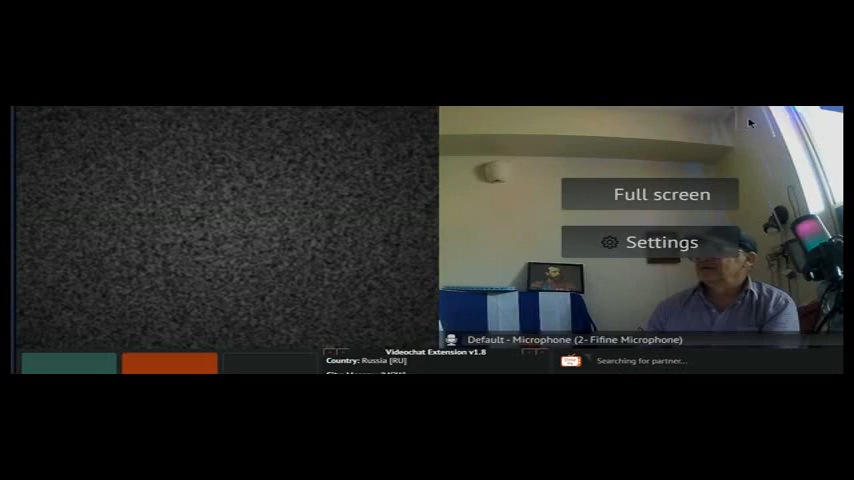 Full screen
Settings
Default - Microphone (2- Fifine Microphone)
Videochat Extension v1.8
Country: Russia [RU]
Searching for partner...